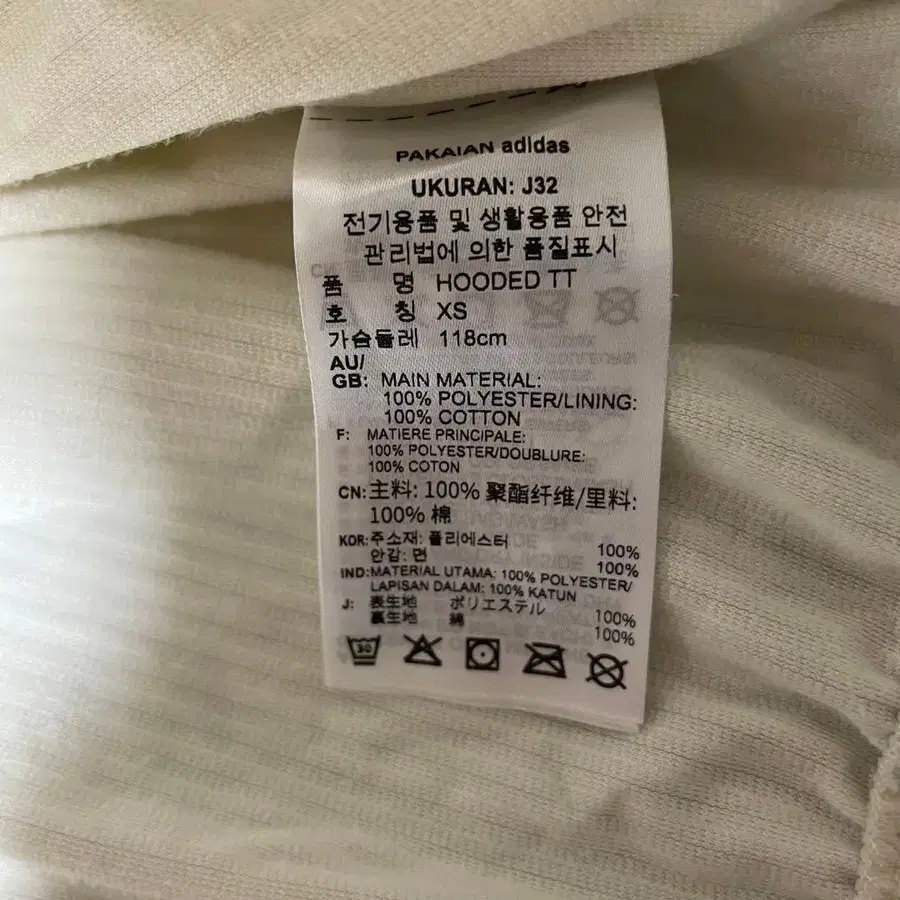 PAKAIAN adidas
UKURAN: J32
전기용품 및 생활용품 안전
관리법에 의한 품질표시
품 명 HOODED TT
호 칭 XS
가슴둘레 118cm
AU/
GB: MAIN MATERIAL:
100% POLYESTER/LINING:
100% COTTON
F: MATIERE PRINCIPALE:
100% POLYESTER/DOUBLURE:
100% COTON
CN: 主料: 100% 聚酯纤维/里料:
100% 棉
KOR: 주소재: 폴리에스터 100%
안감: 면 100%
IND: MATERIAL UTAMA: 100% POLYESTER/
LAPISAN DALAM: 100% KATUN
J: 表生地 ポリエステル 100%
裏生地 綿 100%
30